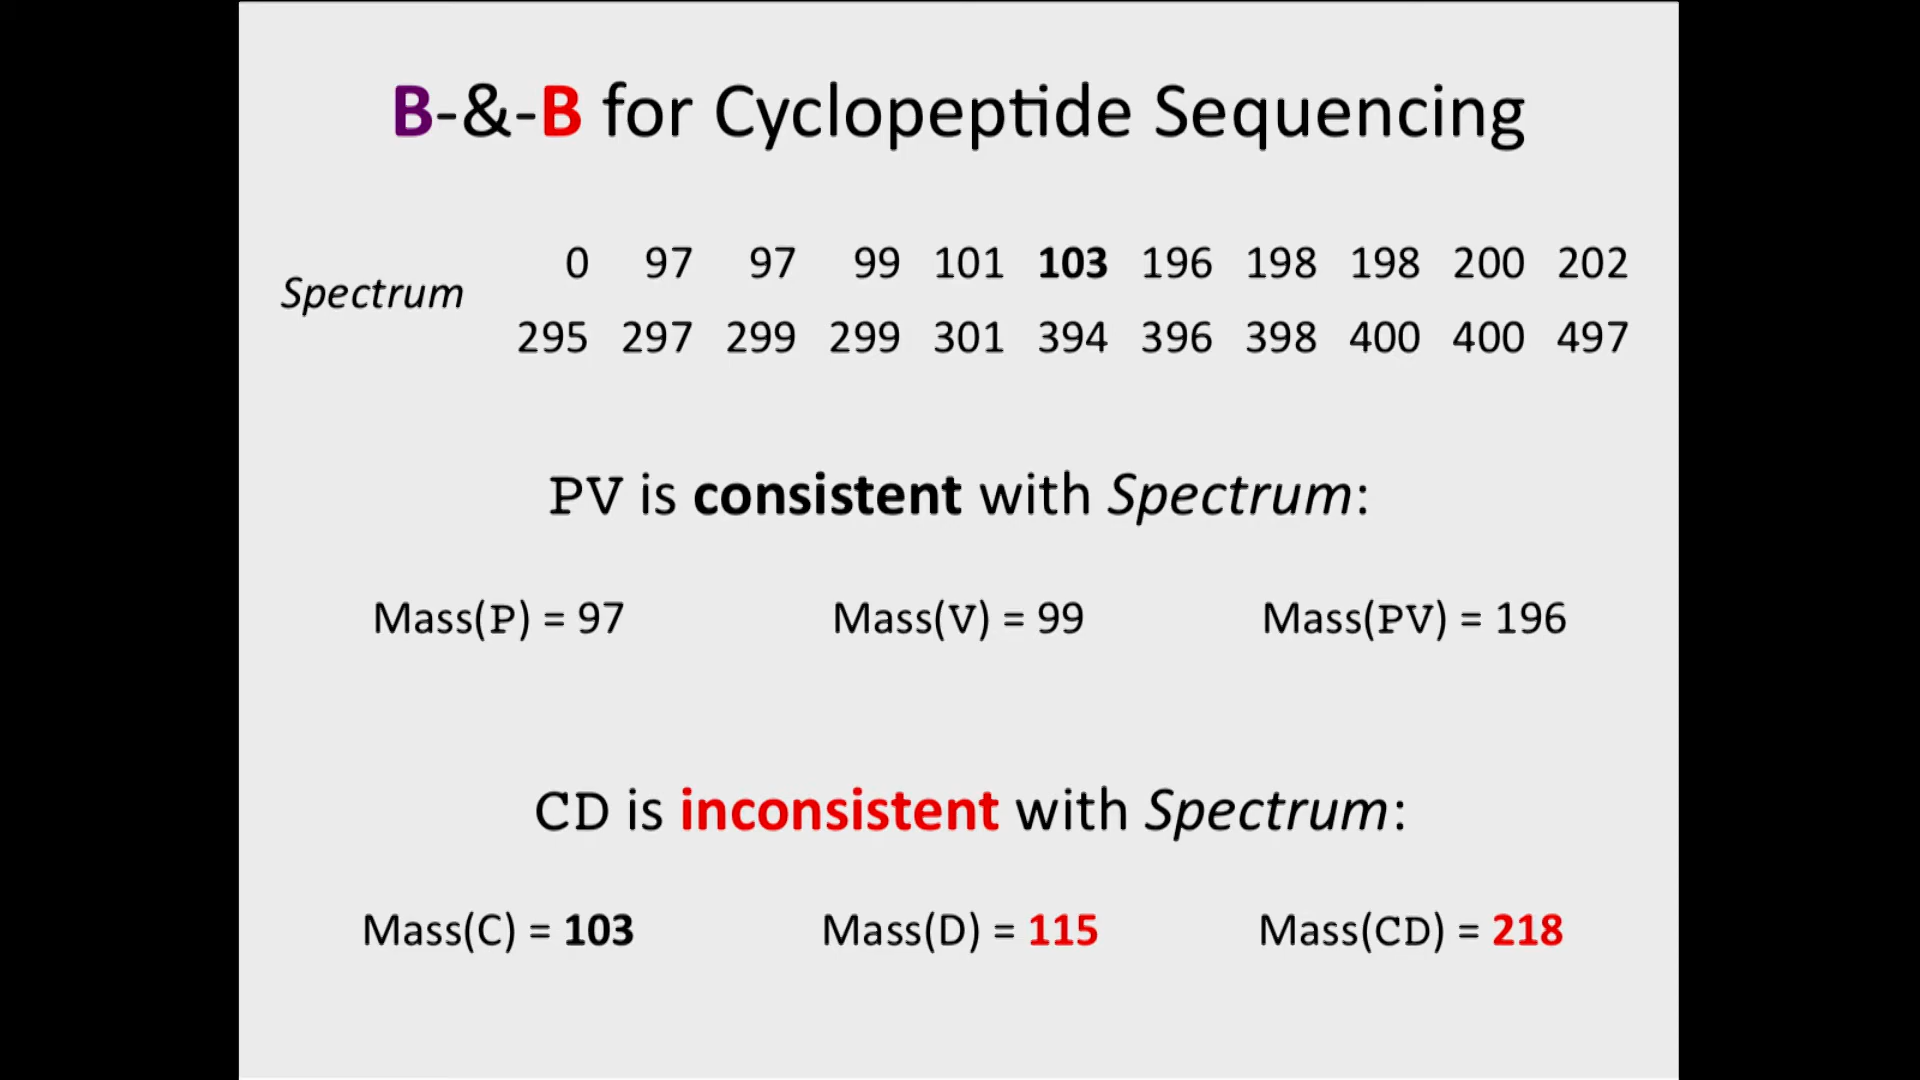 B-&-B for Cyclopeptide Sequencing
Spectrum
0 97 97 99 101 103 196 198 198 200 202
295 297 299 299 301 394 396 398 400 400 497
PV is consistent with Spectrum:
Mass(P) = 97 Mass(V) = 99 Mass(PV) = 196
CD is inconsistent with Spectrum:
Mass(C) = 103 Mass(D) = 115 Mass(CD) = 218